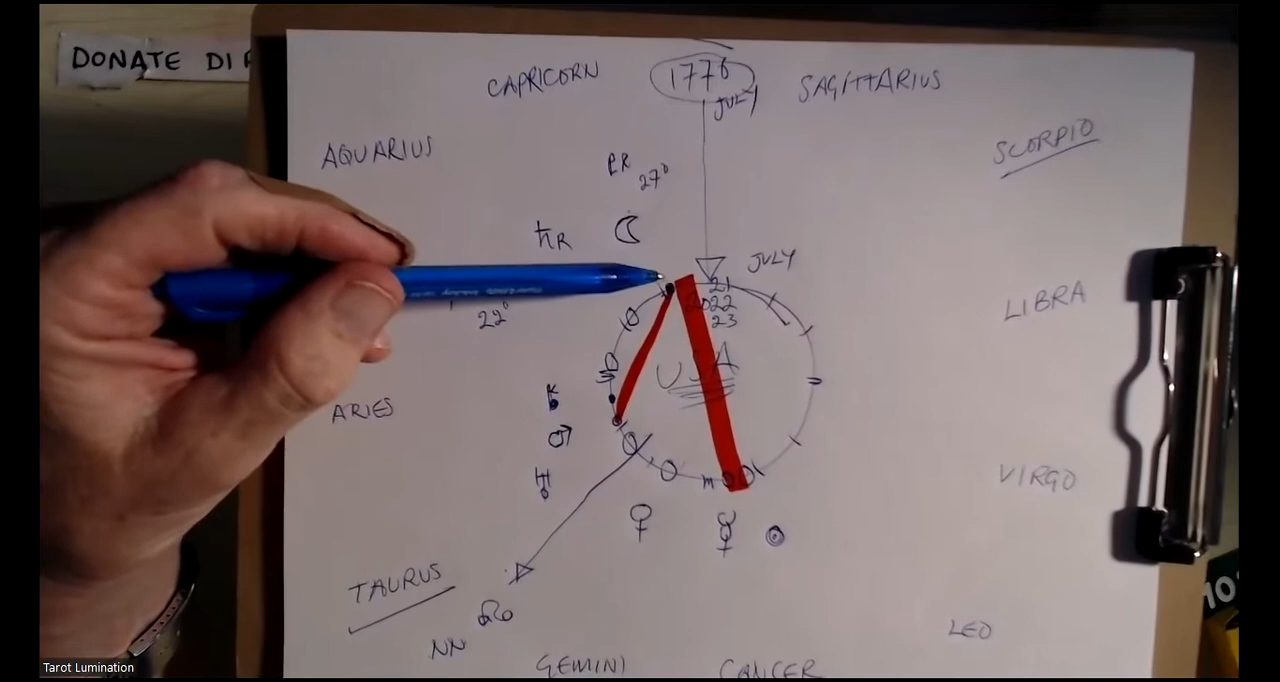 DONATE DI
CAPRICORN
1776
JULY
SAGITTARIUS
AQUARIUS
SCORPIO
PR 27°
ħR
JULY
21
2022
23
22°
LIBRA
USA
ARIES
VIRGO
TAURUS
NN
LEO
GEMINI
CANCER
Tarot Lumination